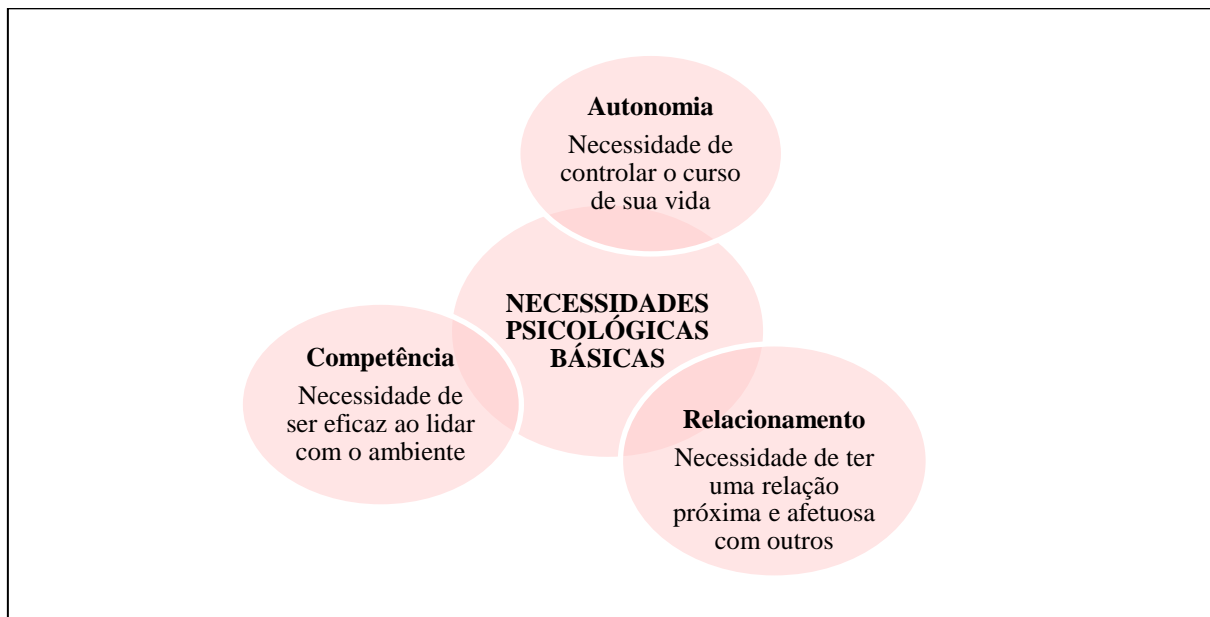 Autonomia
Necessidade de
controlar o curso
de sua vida
NECESSIDADES
PSICOLÓGICAS
BÁSICAS
Competência
Necessidade de
ser eficaz ao lidar
com o ambiente
Relacionamento
Necessidade de ter
uma relação
próxima e afetuosa
com outros